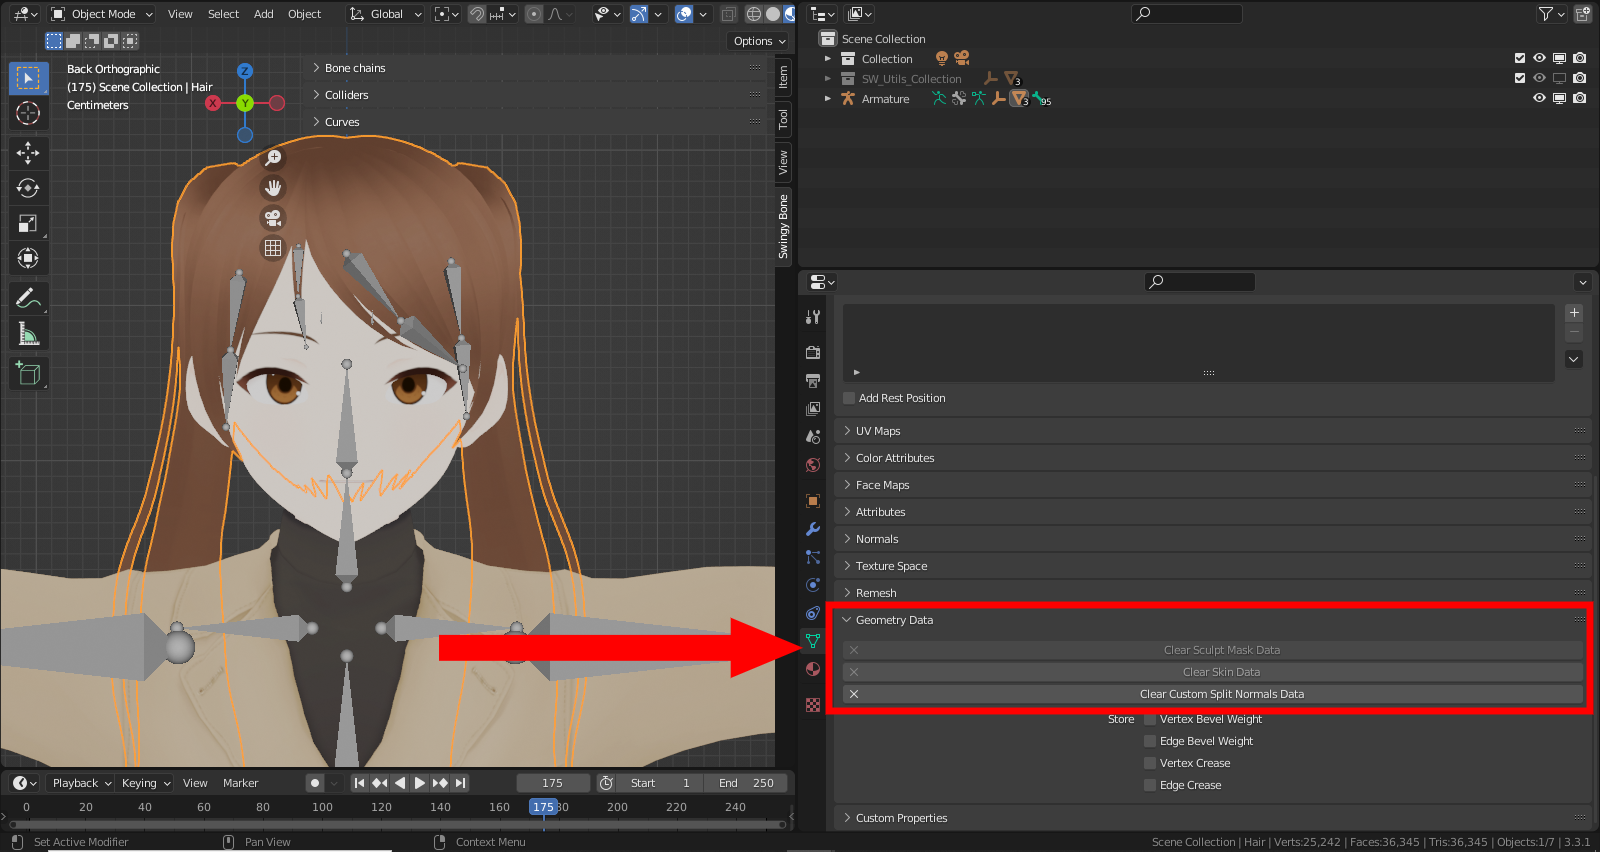 Object Mode
View
Select
Add
Object
Global
Options
Back Orthographic
(175) Scene Collection | Hair
Centimeters
Z
X
Y
Bone chains
Colliders
Curves
Item
Tool
View
Swingy Bone
Scene Collection
Collection
SW_Utils_Collection
3
Armature
3
95
Add Rest Position
UV Maps
Color Attributes
Face Maps
Attributes
Normals
Texture Space
Remesh
Geometry Data
Clear Sculpt Mask Data
Clear Skin Data
Clear Custom Split Normals Data
Store Vertex Bevel Weight
Edge Bevel Weight
Vertex Crease
Edge Crease
Custom Properties
Playback
Keying
View
Marker
175
Start 1
End 250
0 20 40 60 80 100 120 140 160 175 80 200 220 240
Set Active Modifier
Pan View
Context Menu
Scene Collection | Hair | Verts:25,242 | Faces:36,345 | Tris:36,345 | Objects:1/7 | 3.3.1